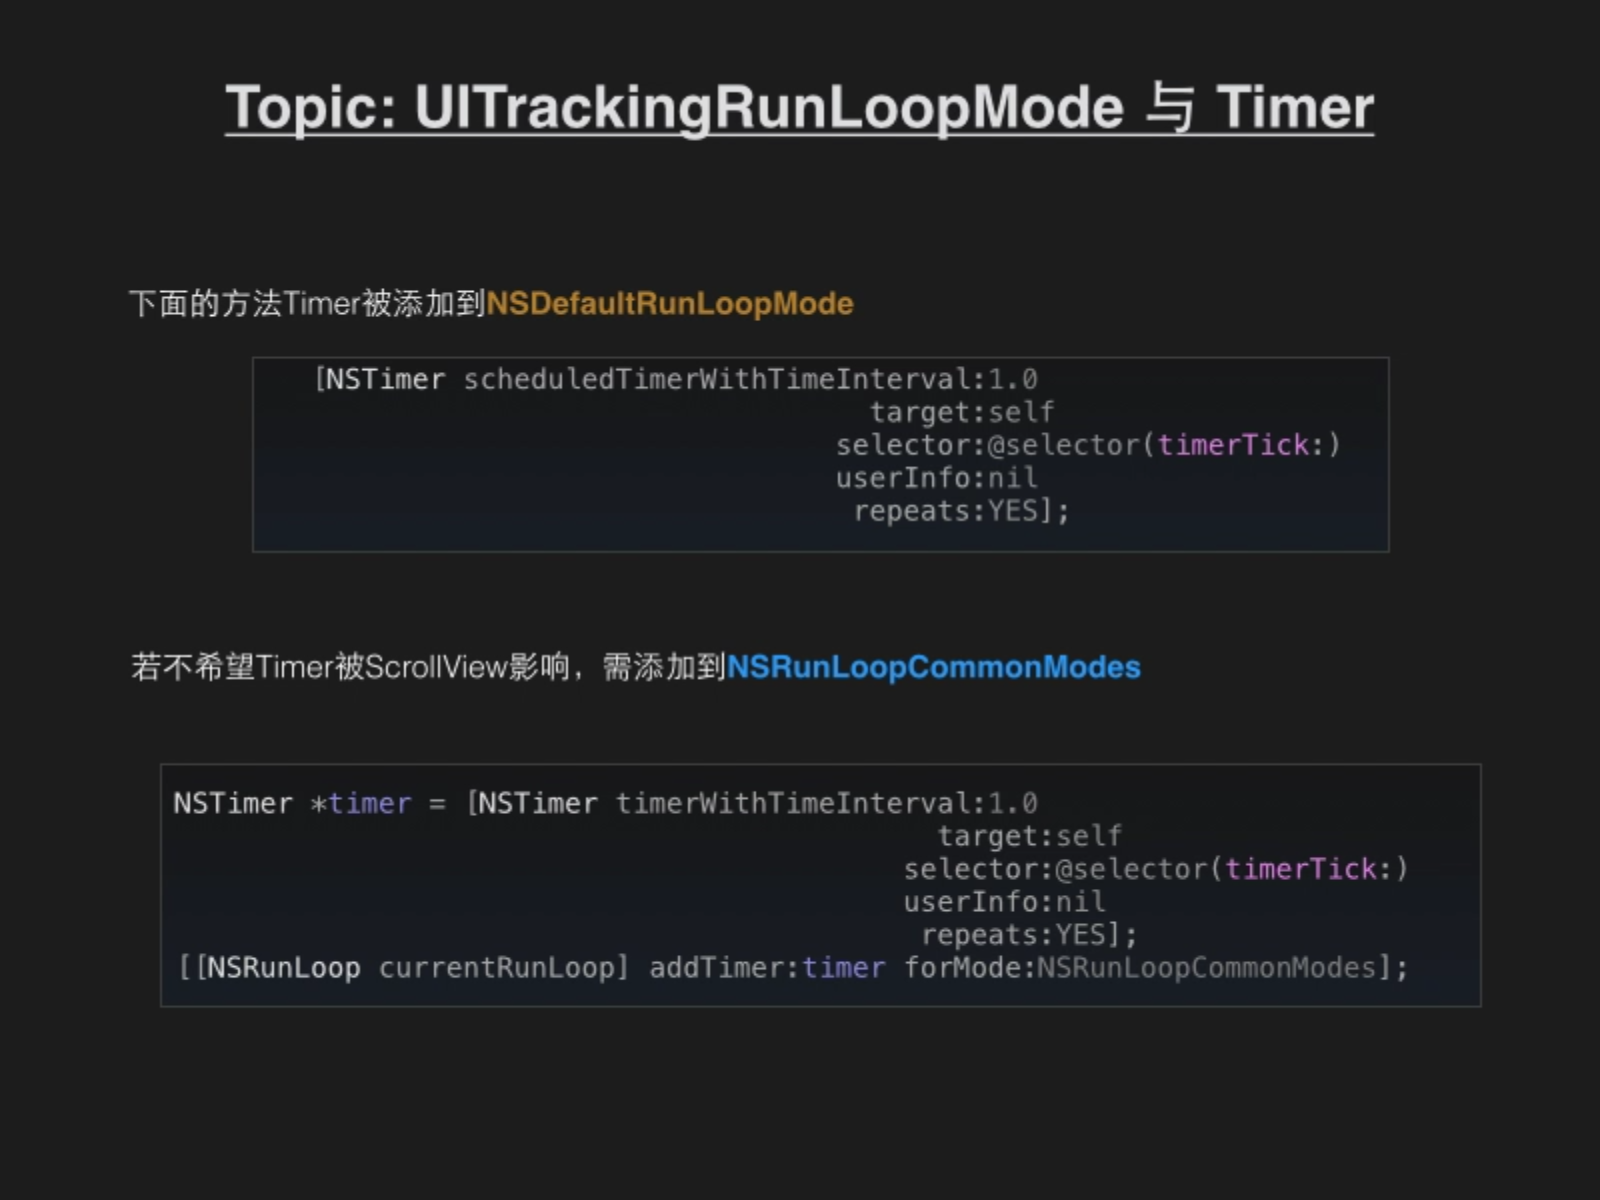 Topic: UITrackingRunLoopMode 与 Timer
下面的方法Timer被添加到NSDefaultRunLoopMode
[NSTimer scheduledTimerWithTimeInterval:1.0
target:self
selector:@selector(timerTick:)
userInfo:nil
repeats:YES];
若不希望Timer被ScrollView影响，需添加到NSRunLoopCommonModes
NSTimer *timer = [NSTimer timerWithTimeInterval:1.0
target:self
selector:@selector(timerTick:)
userInfo:nil
repeats:YES];
[[NSRunLoop currentRunLoop] addTimer:timer forMode:NSRunLoopCommonModes];